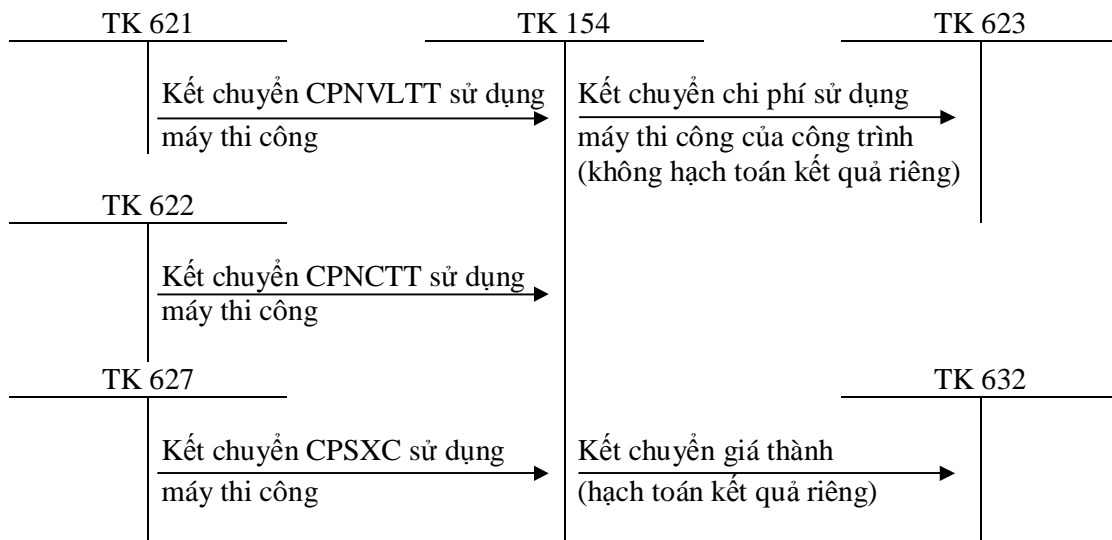 TK 621
TK 154
TK 623
Kết chuyển CPNVLTT sử dụng
máy thi công
Kết chuyển chi phí sử dụng
máy thi công của công trình
(không hạch toán kết quả riêng)
TK 622
Kết chuyển CPNCTT sử dụng
máy thi công
TK 627
TK 632
Kết chuyển CPSXC sử dụng
máy thi công
Kết chuyển giá thành
(hạch toán kết quả riêng)